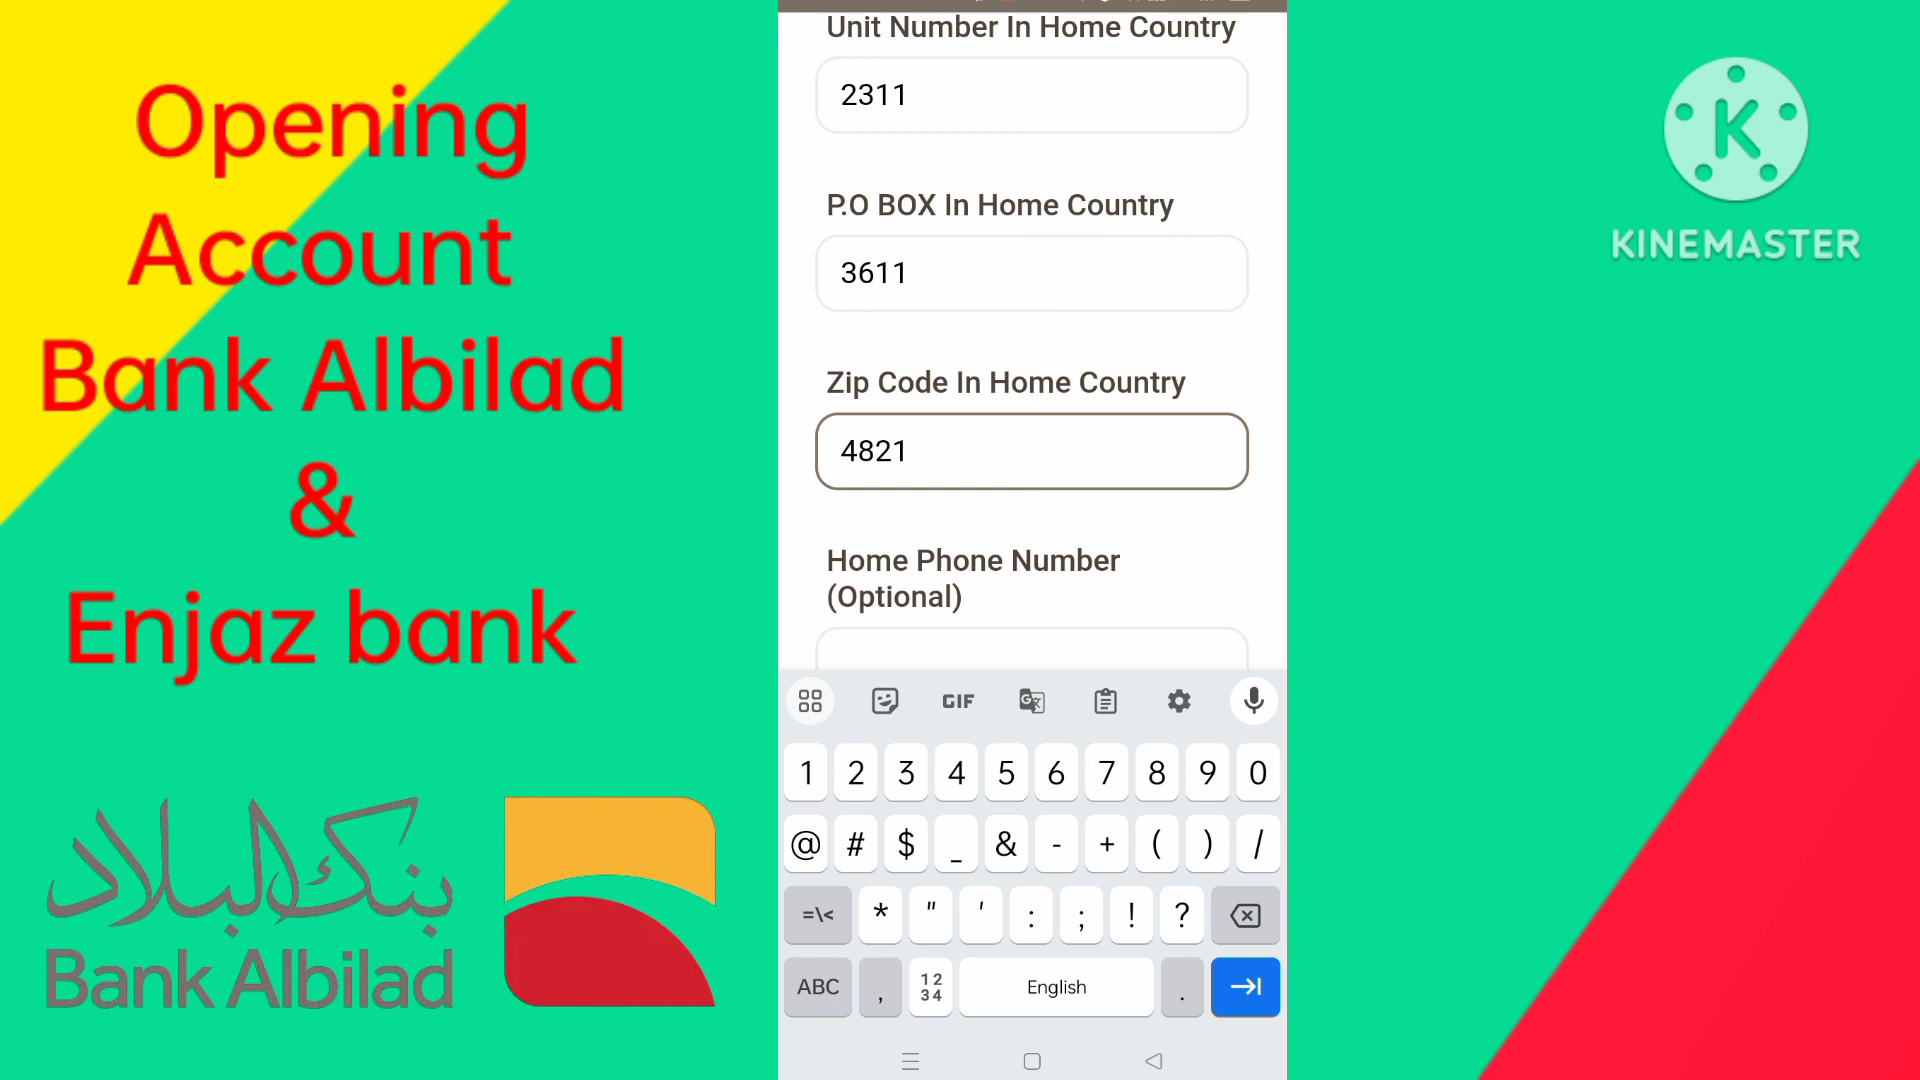 Opening
Account
Bank Albilad
&
Enjaz bank
بنك البلاد
Bank Albilad
Unit Number In Home Country
2311
P.O BOX In Home Country
3611
Zip Code In Home Country
4821
Home Phone Number
(Optional)
GIF
1 2 3 4 5 6 7 8 9 0
@ # $ _ & - + ( ) /
=\< * " ' : ; ! ?
ABC , 12 34 English .
K
KINEMASTER